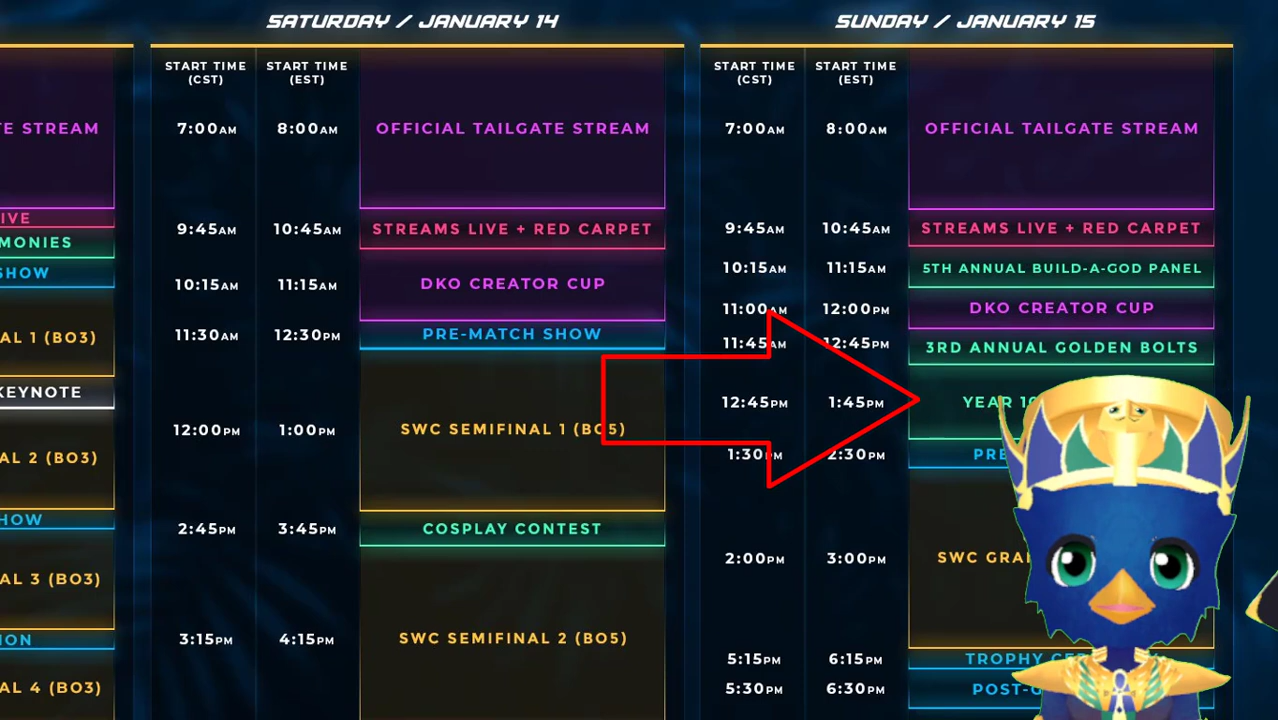 SATURDAY / JANUARY 14
SUNDAY / JANUARY 15
START TIME (CST)
START TIME (EST)
START TIME (CST)
START TIME (EST)
STREAM
7:00AM 8:00AM OFFICIAL TAILGATE STREAM
7:00AM 8:00AM OFFICIAL TAILGATE STREAM
IVE
MONIES
SHOW
AL 1 (BO3)
KEYNOTE
AL 2 (BO3)
HOW
AL 3 (BO3)
ION
AL 4 (BO3)
9:45AM 10:45AM STREAMS LIVE + RED CARPET
10:15AM 11:15AM DKO CREATOR CUP
11:30AM 12:30PM PRE-MATCH SHOW
12:00PM 1:00PM SWC SEMIFINAL 1 (BO5)
2:45PM 3:45PM COSPLAY CONTEST
3:15PM 4:15PM SWC SEMIFINAL 2 (BO5)
9:45AM 10:45AM STREAMS LIVE + RED CARPET
10:15AM 11:15AM 5TH ANNUAL BUILD-A-GOD PANEL
11:00AM 12:00PM DKO CREATOR CUP
11:45AM 12:45PM 3RD ANNUAL GOLDEN BOLTS
12:45PM 1:45PM YEAR 10
1:30PM 2:30PM PRE
2:00PM 3:00PM SWC GRA
5:15PM 6:15PM TROPHY
5:30PM 6:30PM POST-